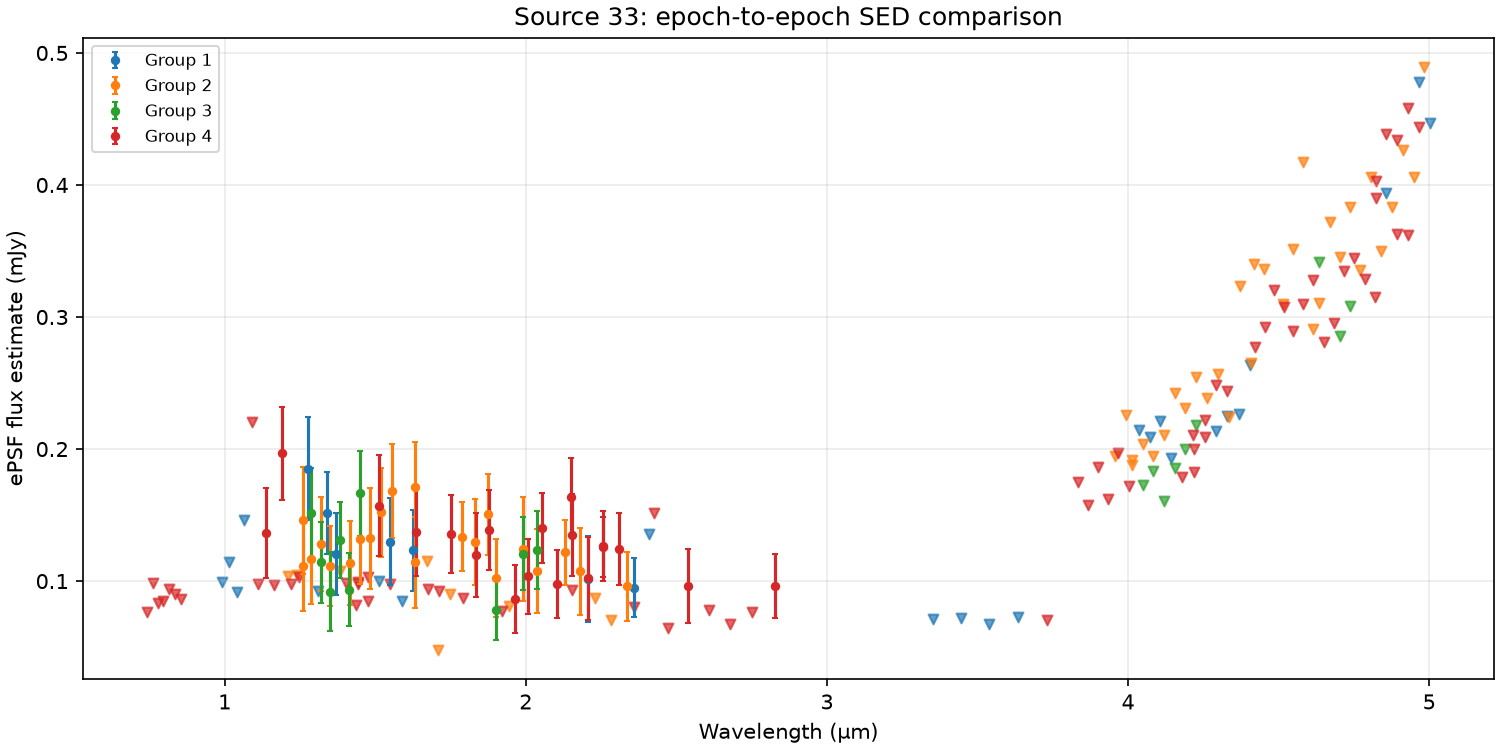 Source 33: epoch-to-epoch SED comparison
ePSF flux estimate (mJy)
0.5
0.4
0.3
0.2
0.1
Group 1
Group 2
Group 3
Group 4
1 2 3 4 5
Wavelength (μm)